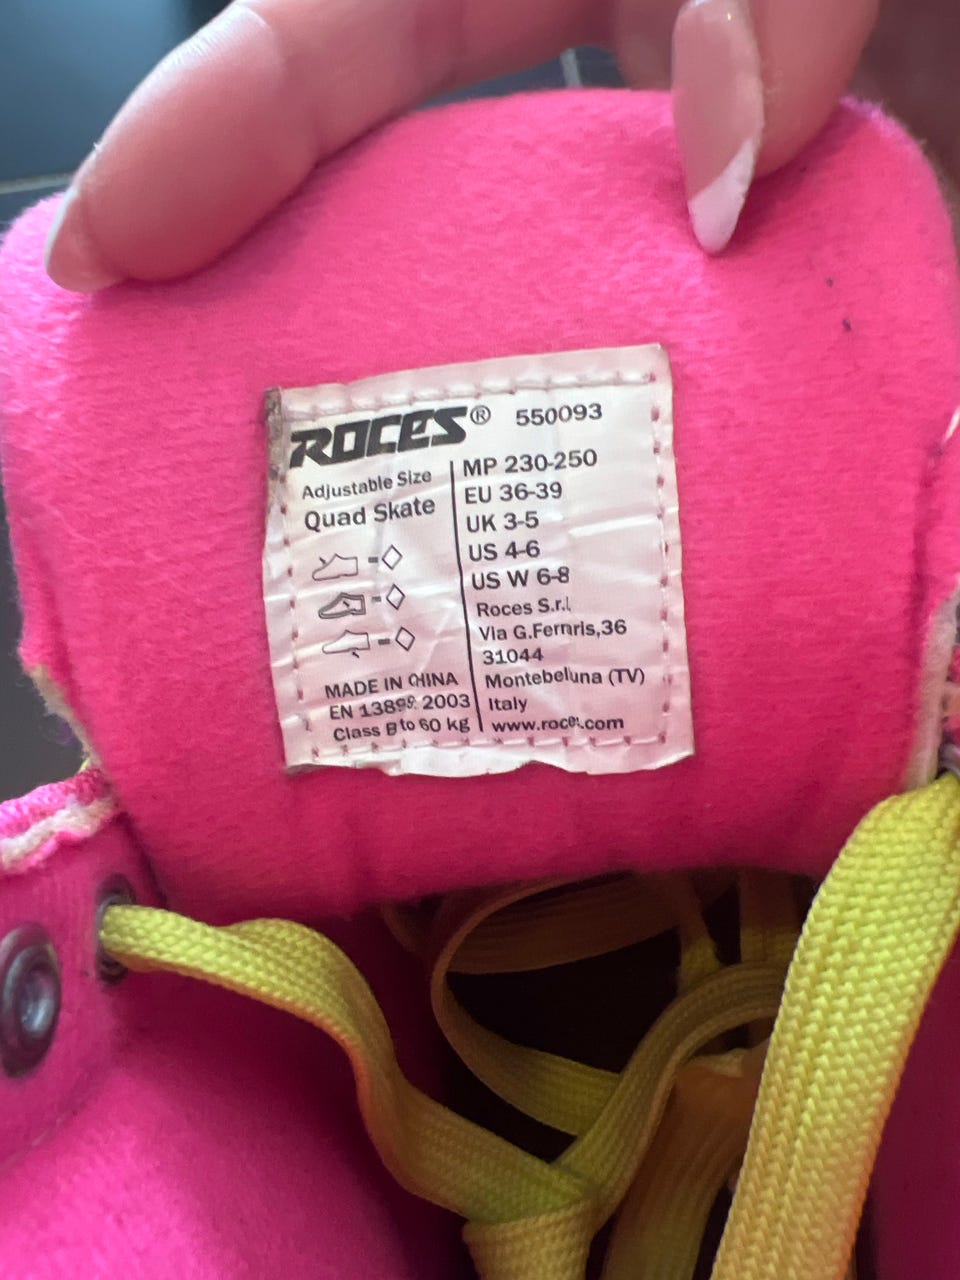 ROCES® 550093
Adjustable Size
Quad Skate
MP 230-250
EU 36-39
UK 3-5
US 4-6
US W 6-8
Roces S.r.l
Via G.Ferraris,36
31044
Montebeluna (TV)
Italy
www.roces.com
MADE IN CHINA
EN 13899: 2003
Class B to 60 kg